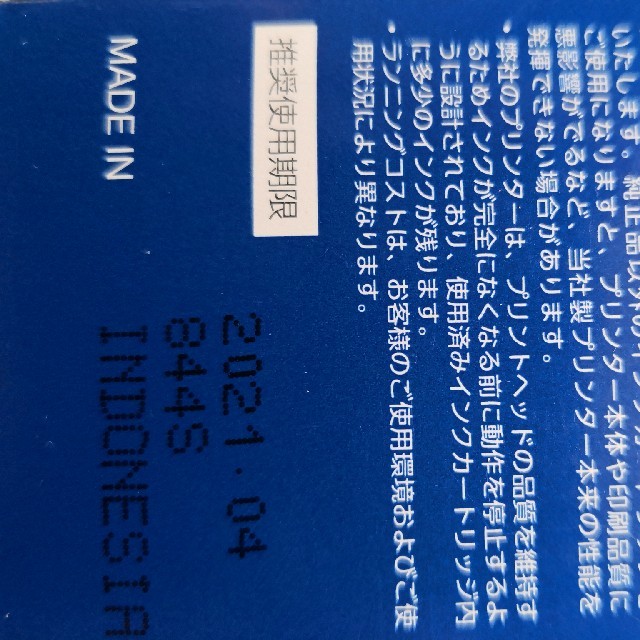 いたします。純正品以外の
ご使用になりますと、プリンター本体や印刷品質に
悪影響がでるなど、当社製プリンター本来の性能を
発揮できない場合があります。
・弊社のプリンターは、プリントヘッドの品質を維持す
るためインクが完全になくなる前に動作を停止するよ
うに設計されており、使用済みインクカートリッジ内
に多少のインクが残ります。
・ランニングコストは、お客様のご使用環境およびご使
用状況により異なります。
推奨使用期限
2021.04
844S
MADE IN INDONESIA